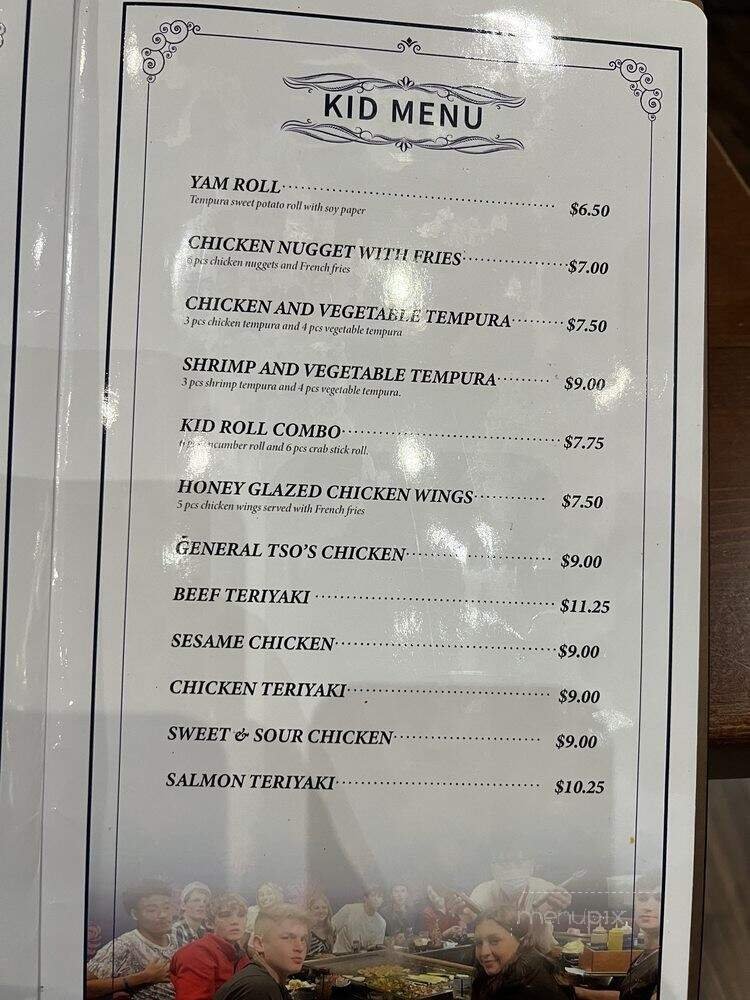 KID MENU
YAM ROLL $6.50
Tempura sweet potato roll with soy paper
CHICKEN NUGGET WITH FRIES $7.00
pcs chicken nuggets and French fries
CHICKEN AND VEGETABLE TEMPURA $7.50
3 pcs chicken tempura and 4 pcs vegetable tempura
SHRIMP AND VEGETABLE TEMPURA $9.00
3 pcs shrimp tempura and 4 pcs vegetable tempura.
KID ROLL COMBO $7.75
roll and 6 pcs crab stick roll.
HONEY GLAZED CHICKEN WINGS $7.50
5 pcs chicken wings served with French fries
GENERAL TSO'S CHICKEN $9.00
BEEF TERIYAKI $11.25
SESAME CHICKEN $9.00
CHICKEN TERIYAKI $9.00
SWEET & SOUR CHICKEN $9.00
SALMON TERIYAKI $10.25
menupix